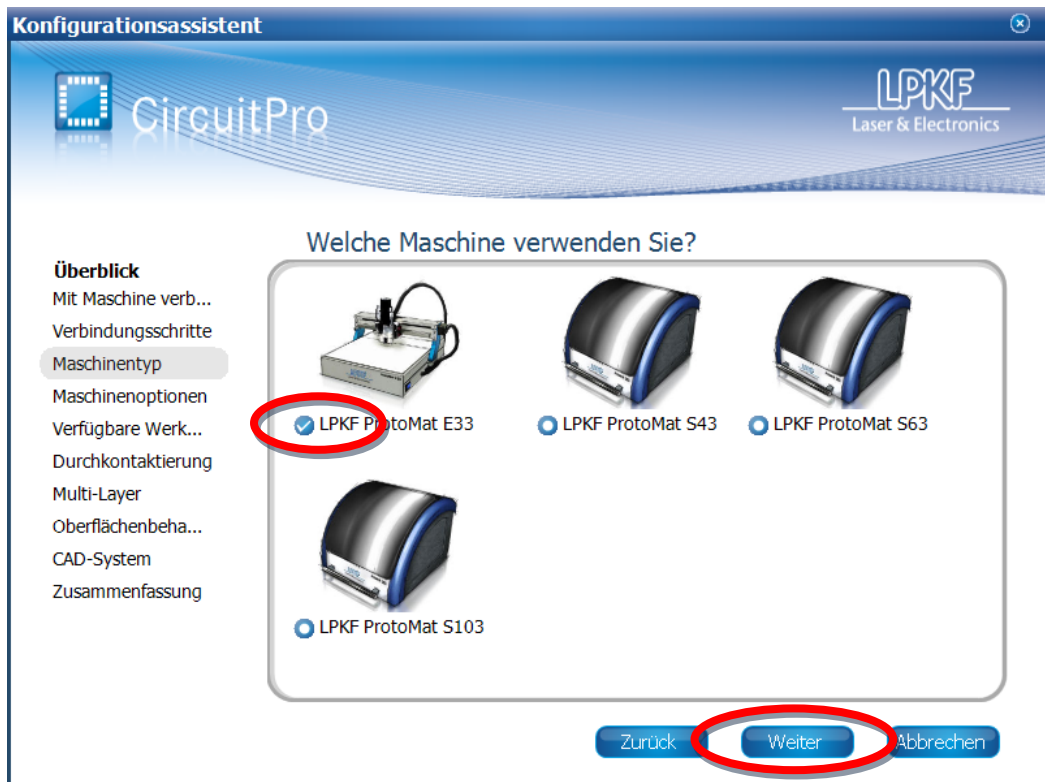 Konfigurationsassistent
CircuitPro
LPKF
Laser & Electronics
Welche Maschine verwenden Sie?
Überblick
Mit Maschine verb...
Verbindungsschritte
Maschinentyp
Maschinenoptionen
Verfügbare Werk...
Durchkontaktierung
Multi-Layer
Oberflächenbeha...
CAD-System
Zusammenfassung
LPKF ProtoMat E33
LPKF ProtoMat S43
LPKF ProtoMat S63
LPKF ProtoMat S103
Zurück
Weiter
Abbrechen